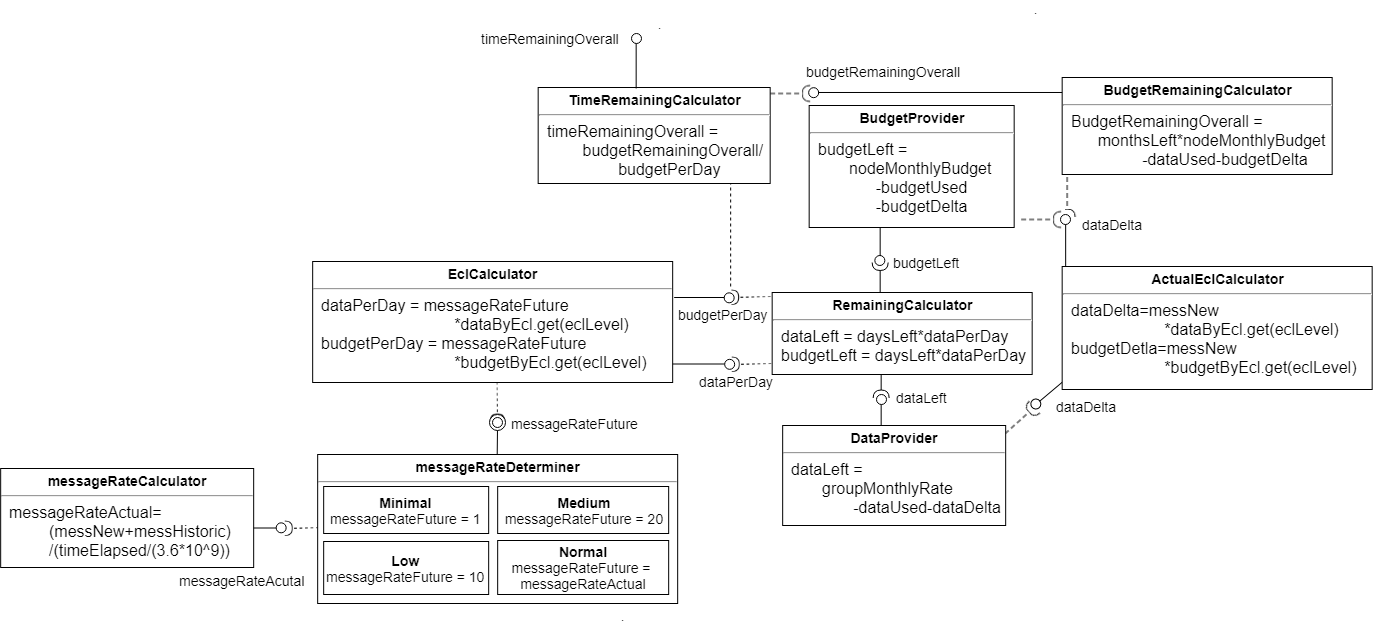 timeRemainingOverall
TimeRemainingCalculator
timeRemainingOverall =
budgetRemainingOverall/
budgetPerDay
budgetRemainingOverall
BudgetRemainingCalculator
BudgetRemainingOverall =
monthsLeft*nodeMonthlyBudget
-dataUsed-budgetDelta
BudgetProvider
budgetLeft =
nodeMonthlyBudget
-budgetUsed
-budgetDelta
dataDelta
budgetLeft
EclCalculator
dataPerDay = messageRateFuture
*dataByEcl.get(eclLevel)
budgetPerDay = messageRateFuture
*budgetByEcl.get(eclLevel)
budgetPerDay
dataPerDay
RemainingCalculator
dataLeft = daysLeft*dataPerDay
budgetLeft = daysLeft*dataPerDay
ActualEclCalculator
dataDelta=messNew
*dataByEcl.get(eclLevel)
budgetDetla=messNew
*budgetByEcl.get(eclLevel)
dataLeft
dataDelta
messageRateFuture
DataProvider
dataLeft =
groupMonthlyRate
-dataUsed-dataDelta
messageRateCalculator
messageRateActual=
(messNew+messHistoric)
/(timeElapsed/(3.6*10^9))
messageRateAcutal
messageRateDeterminer
Minimal
messageRateFuture = 1
Medium
messageRateFuture = 20
Low
messageRateFuture = 10
Normal
messageRateFuture =
messageRateActual